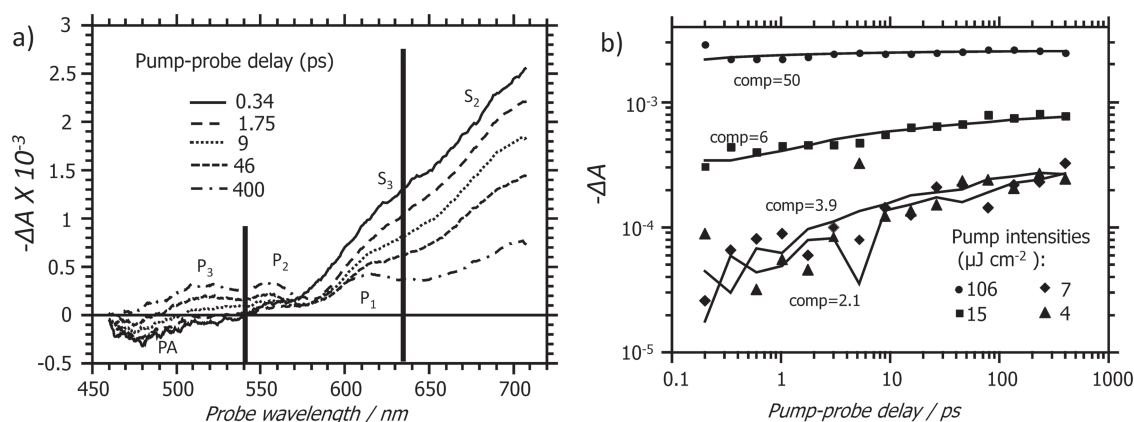 a)
3
2.5
2
1.5
1
0.5
0
-0.5
-ΔA X 10⁻³
Pump-probe delay (ps)
0.34
1.75
9
46
400
S₂
S₃
P₃
P₂
P₁
PA
450 500 550 600 650 700
Probe wavelength / nm
b)
10⁻³
10⁻⁴
10⁻⁵
-ΔA
comp=50
comp=6
comp=3.9
comp=2.1
Pump intensities
(μJ cm⁻² ):
106 7
15 4
0.1 1 10 100 1000
Pump-probe delay / ps